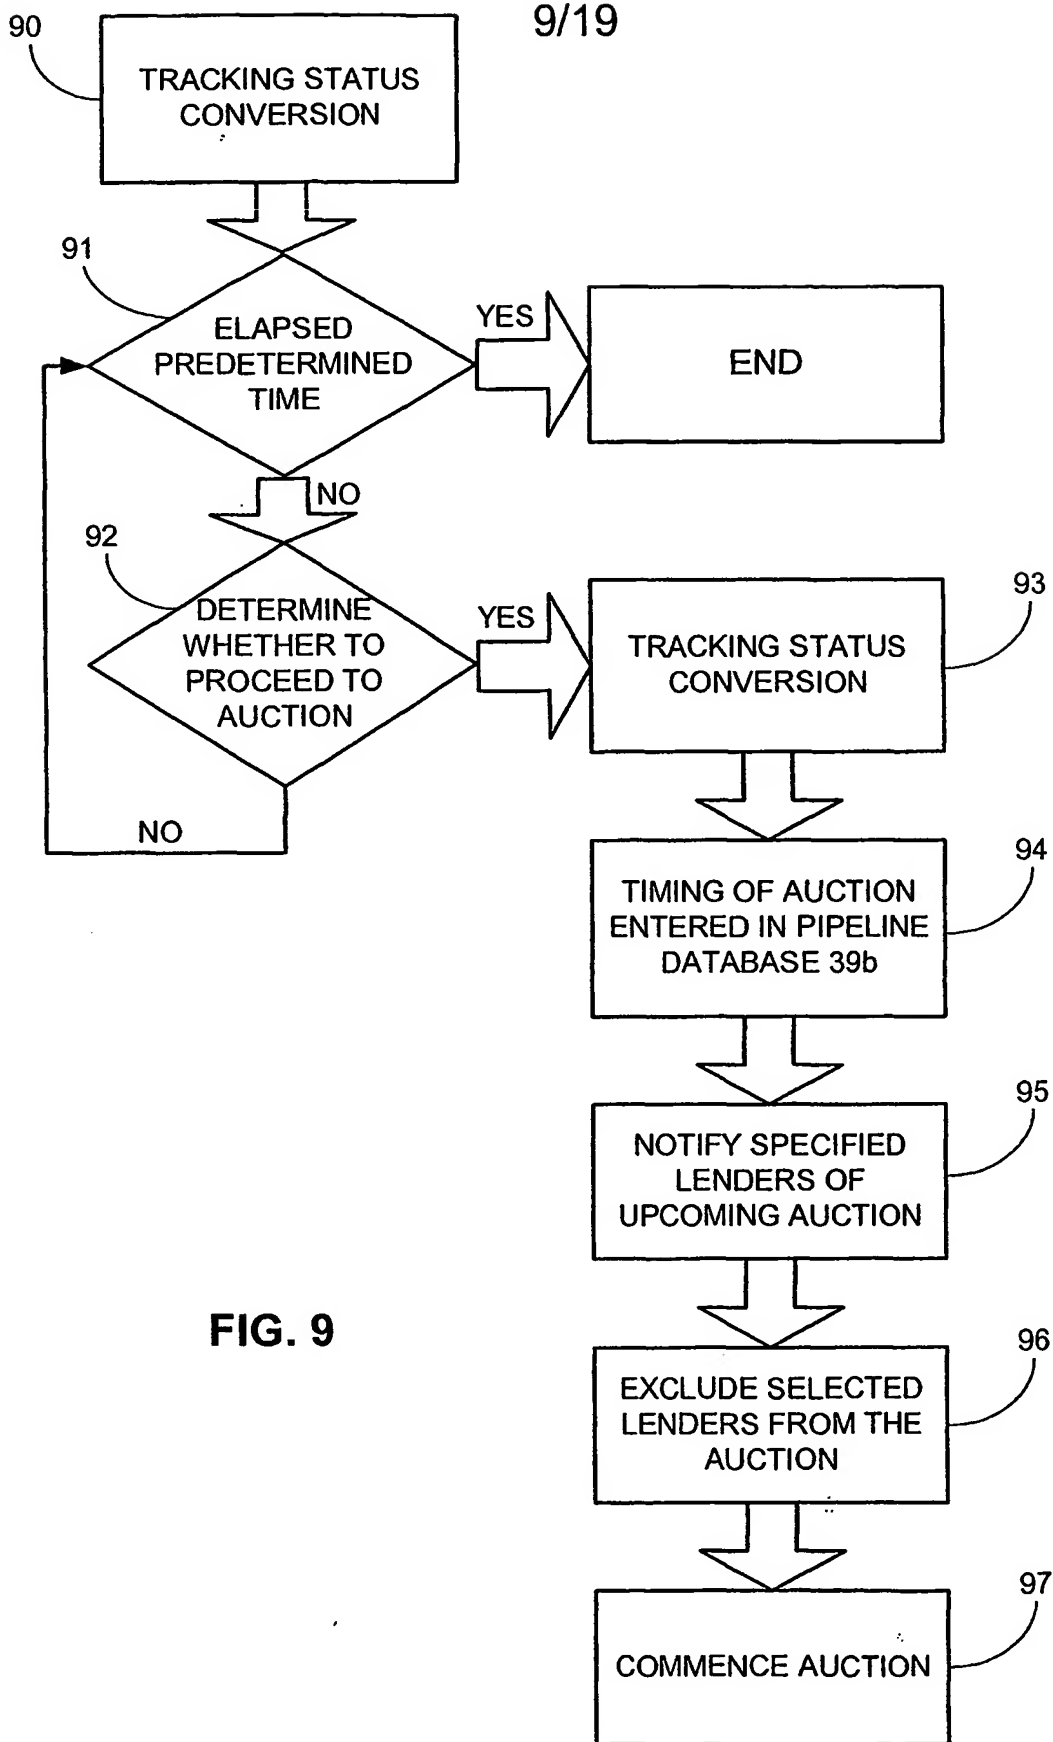 9/19
90
TRACKING STATUS
CONVERSION
91
ELAPSED
PREDETERMINED
TIME
YES
END
NO
92
DETERMINE
WHETHER TO
PROCEED TO
AUCTION
YES
93
TRACKING STATUS
CONVERSION
NO
94
TIMING OF AUCTION
ENTERED IN PIPELINE
DATABASE 39b
95
NOTIFY SPECIFIED
LENDERS OF
UPCOMING AUCTION
96
EXCLUDE SELECTED
LENDERS FROM THE
AUCTION
97
COMMENCE AUCTION
FIG. 9